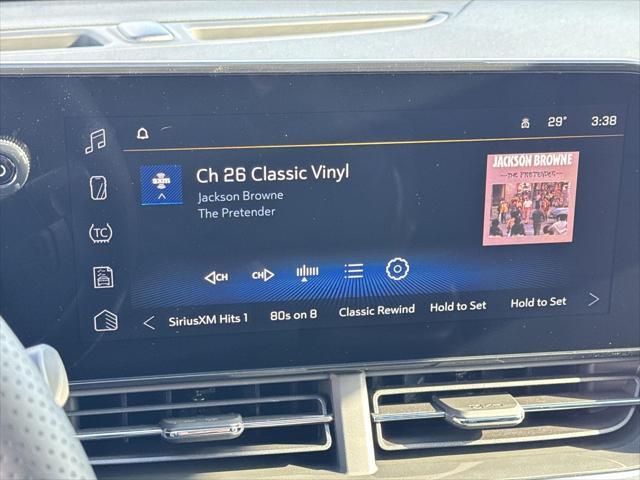 29° 3:38
Ch 26 Classic Vinyl
Jackson Browne
The Pretender
JACKSON BROWNE
THE PRETENDER
TC
CH CH
SiriusXM Hits 1 80s on 8 Classic Rewind Hold to Set Hold to Set